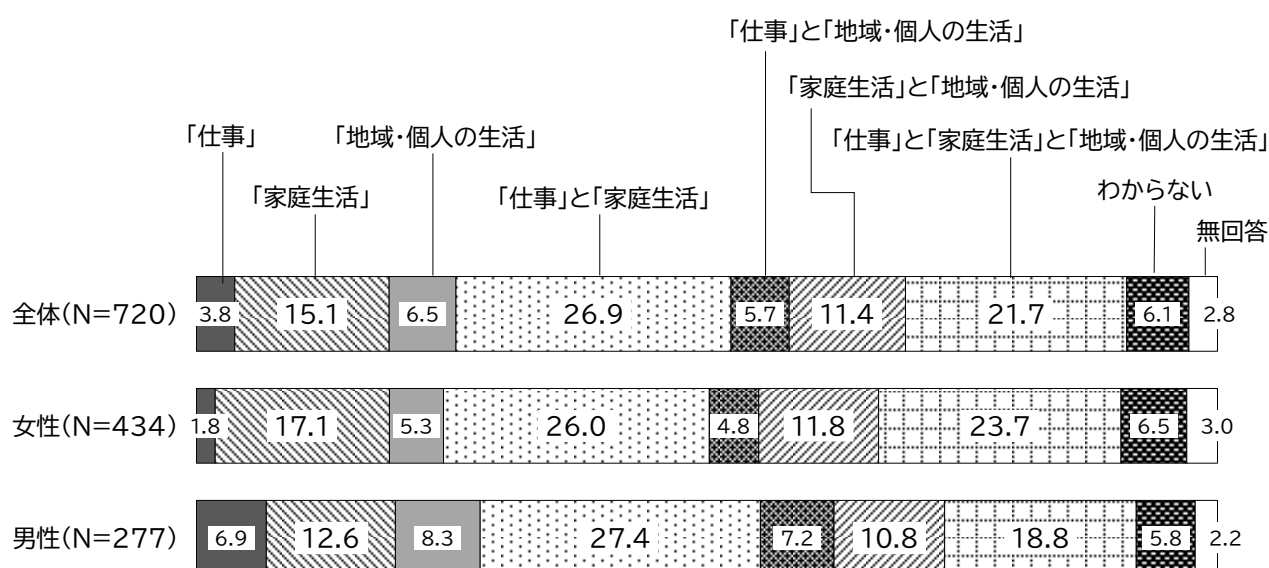 「仕事」と「地域・個人の生活」
「家庭生活」と「地域・個人の生活」
「仕事」 「地域・個人の生活」 「仕事」と「家庭生活」と「地域・個人の生活」
「家庭生活」 「仕事」と「家庭生活」 わからない
無回答
全体(N=720) 3.8 15.1 6.5 26.9 5.7 11.4 21.7 6.1 2.8
女性(N=434) 1.8 17.1 5.3 26.0 4.8 11.8 23.7 6.5 3.0
男性(N=277) 6.9 12.6 8.3 27.4 7.2 10.8 18.8 5.8 2.2